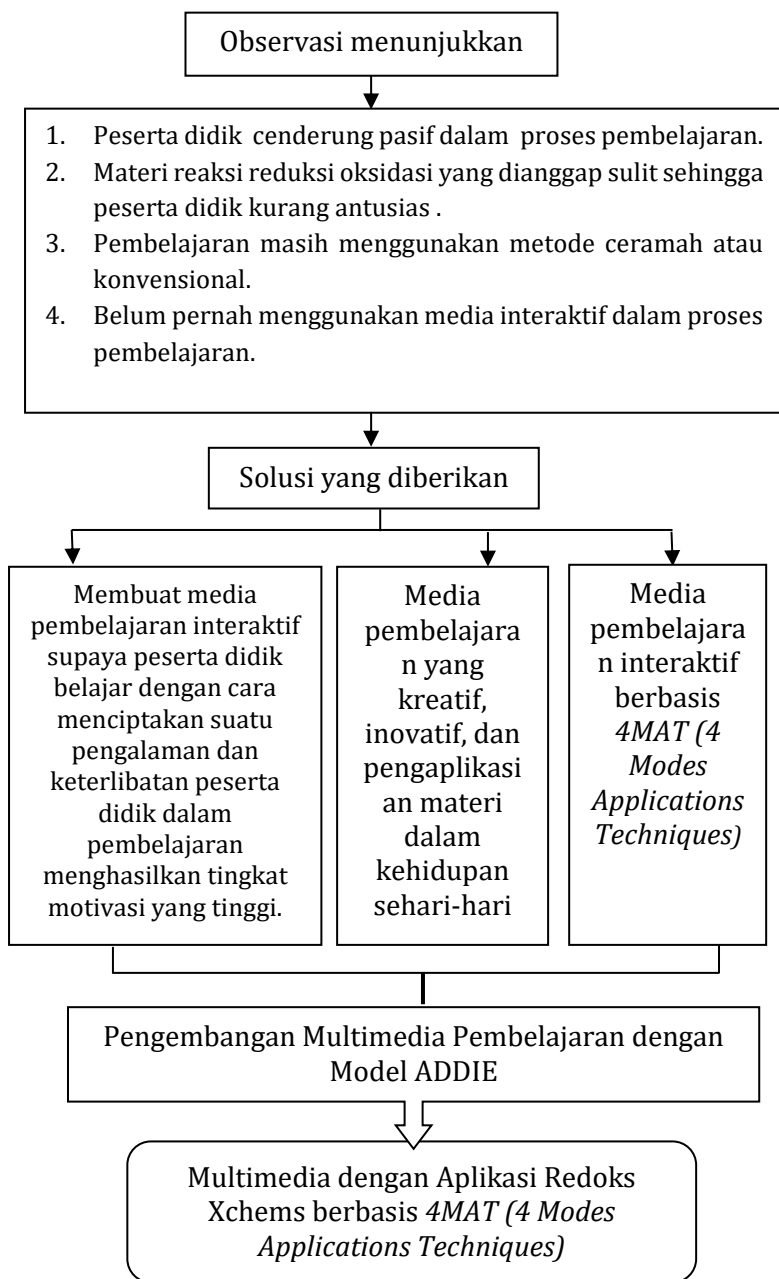 Observasi menunjukkan
1. Peserta didik cenderung pasif dalam proses pembelajaran.
2. Materi reaksi reduksi oksidasi yang dianggap sulit sehingga
peserta didik kurang antusias .
3. Pembelajaran masih menggunakan metode ceramah atau
konvensional.
4. Belum pernah menggunakan media interaktif dalam proses
pembelajaran.
Solusi yang diberikan
Membuat media
pembelajaran interaktif
supaya peserta didik
belajar dengan cara
menciptakan suatu
pengalaman dan
keterlibatan peserta
didik dalam
pembelajaran
menghasilkan tingkat
motivasi yang tinggi.
Media
pembelajara
n yang
kreatif,
inovatif, dan
pengaplikasi
an materi
dalam
kehidupan
sehari-hari
Media
pembelajara
n interaktif
berbasis
4MAT (4
Modes
Applications
Techniques)
Pengembangan Multimedia Pembelajaran dengan
Model ADDIE
Multimedia dengan Aplikasi Redoks
Xchems berbasis 4MAT (4 Modes
Applications Techniques)